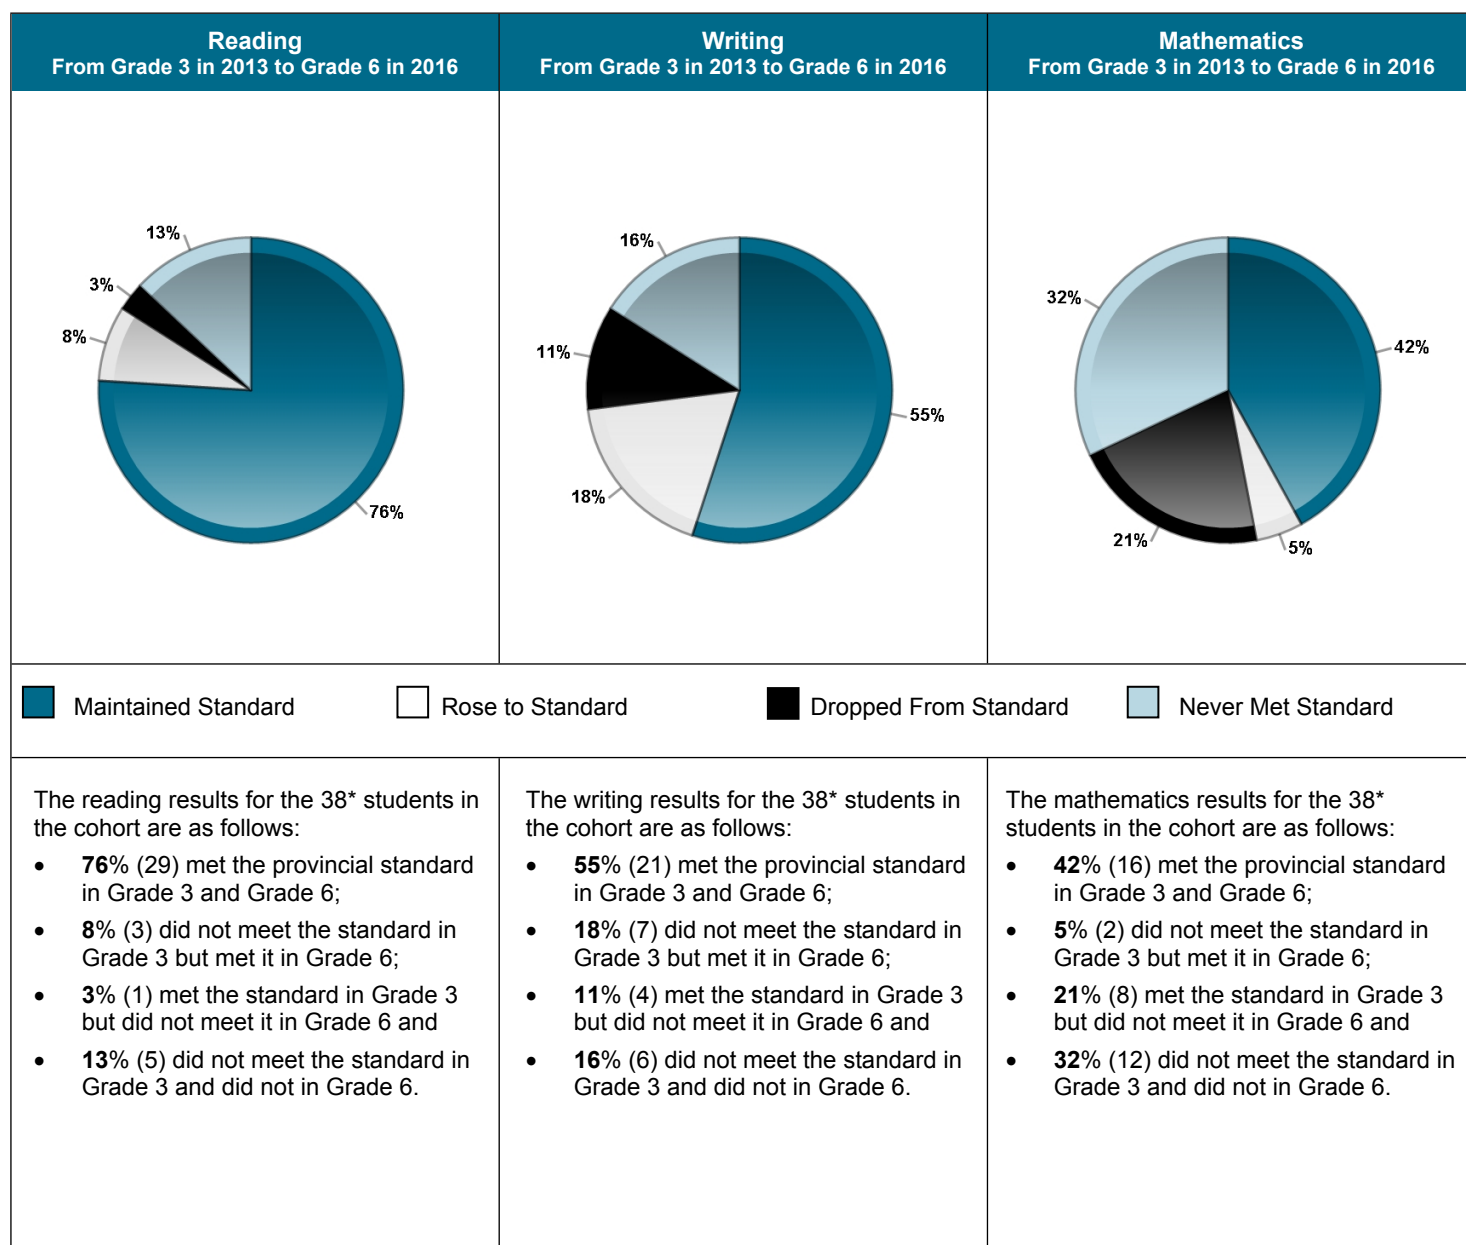 Reading
From Grade 3 in 2013 to Grade 6 in 2016
Writing
From Grade 3 in 2013 to Grade 6 in 2016
Mathematics
From Grade 3 in 2013 to Grade 6 in 2016
13%
3%
8%
76%
16%
11%
18%
55%
32%
42%
21%
5%
Maintained Standard
Rose to Standard
Dropped From Standard
Never Met Standard
The reading results for the 38* students in
the cohort are as follows:
• 76% (29) met the provincial standard
in Grade 3 and Grade 6;
• 8% (3) did not meet the standard in
Grade 3 but met it in Grade 6;
• 3% (1) met the standard in Grade 3
but did not meet it in Grade 6 and
• 13% (5) did not meet the standard in
Grade 3 and did not in Grade 6.
The writing results for the 38* students in
the cohort are as follows:
• 55% (21) met the provincial standard
in Grade 3 and Grade 6;
• 18% (7) did not meet the standard in
Grade 3 but met it in Grade 6;
• 11% (4) met the standard in Grade 3
but did not meet it in Grade 6 and
• 16% (6) did not meet the standard in
Grade 3 and did not in Grade 6.
The mathematics results for the 38*
students in the cohort are as follows:
• 42% (16) met the provincial standard
in Grade 3 and Grade 6;
• 5% (2) did not meet the standard in
Grade 3 but met it in Grade 6;
• 21% (8) met the standard in Grade 3
but did not meet it in Grade 6 and
• 32% (12) did not meet the standard in
Grade 3 and did not in Grade 6.